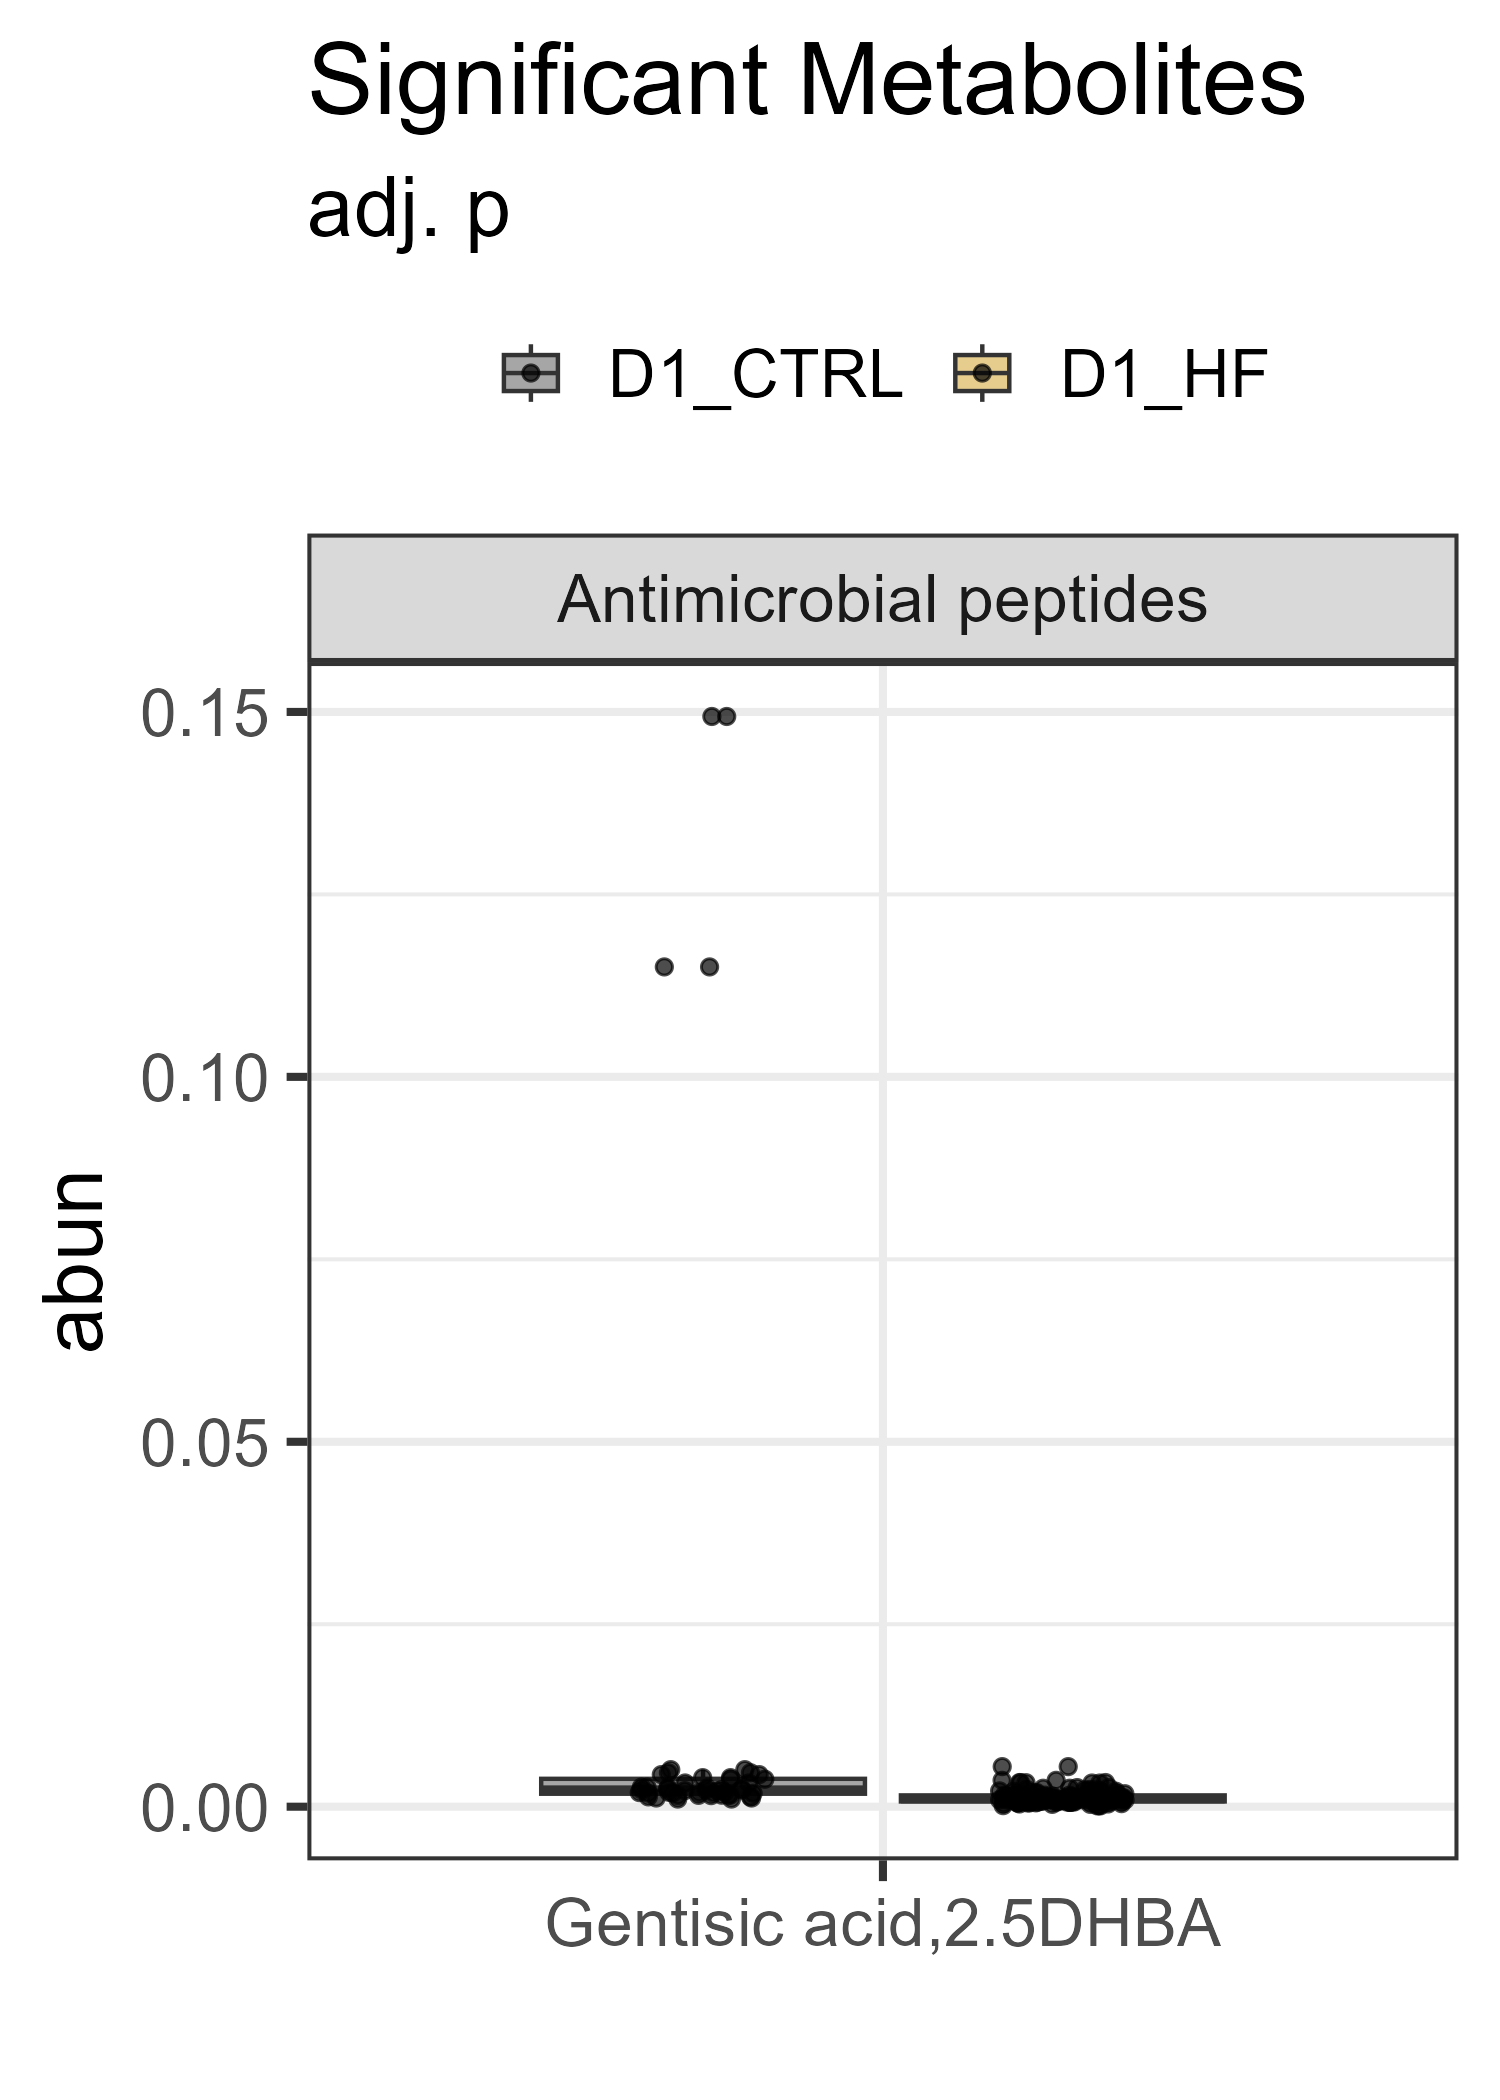 Significant Metabolites
adj. p
D1_CTRL D1_HF
Antimicrobial peptides
0.15
0.10
0.05
0.00
abun
Gentisic acid,2.5DHBA